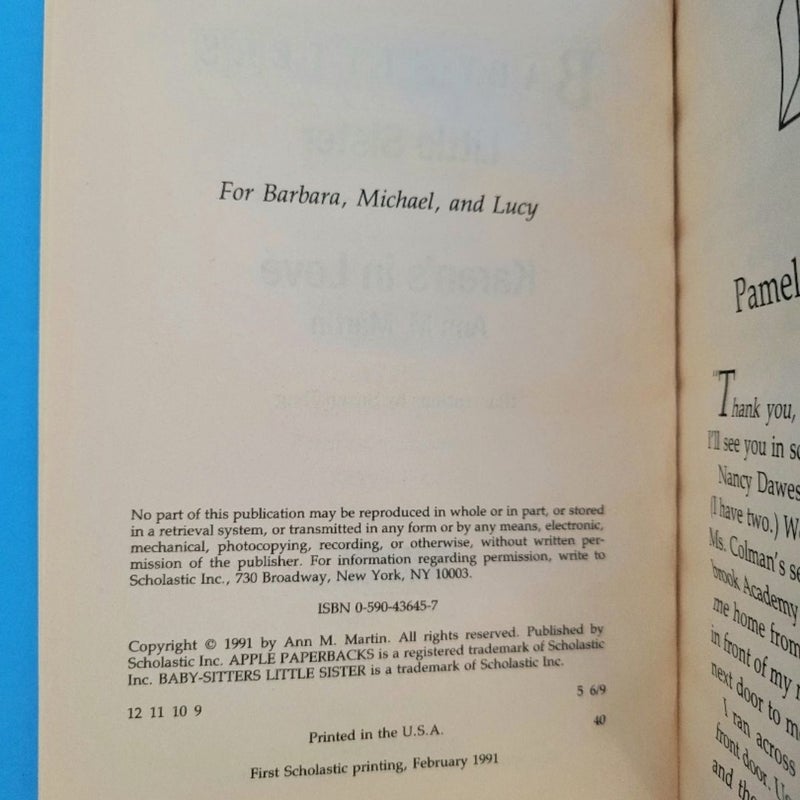 For Barbara, Michael, and Lucy
No part of this publication may be reproduced in whole or in part, or stored
in a retrieval system, or transmitted in any form or by any means, electronic,
mechanical, photocopying, recording, or otherwise, without written per-
mission of the publisher. For information regarding permission, write to
Scholastic Inc., 730 Broadway, New York, NY 10003.
ISBN 0-590-43645-7
Copyright © 1991 by Ann M. Martin. All rights reserved. Published by
Scholastic Inc. APPLE PAPERBACKS is a registered trademark of Scholastic
Inc. BABY-SITTERS LITTLE SISTER is a trademark of Scholastic Inc.
12 11 10 9 5 6/9
40
Printed in the U.S.A.
First Scholastic printing, February 1991
Pamel
"Thank you,
I'll see you in sc
Nancy Dawes
(I have two.) We
Ms. Colman's se
brook Academy
me home from
in front of my
next door to m
I ran across
front door. Us
and the